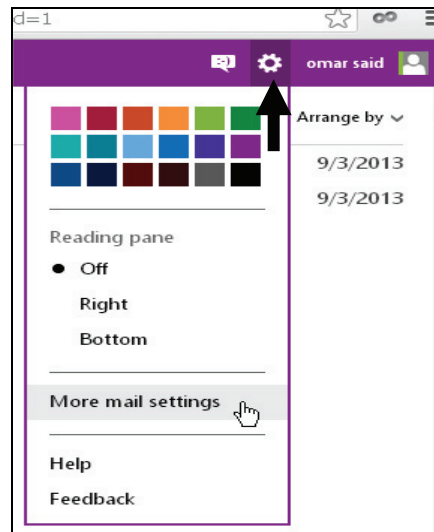 d=1
omar said
Arrange by
9/3/2013
9/3/2013
Reading pane
Off
Right
Bottom
More mail settings
Help
Feedback